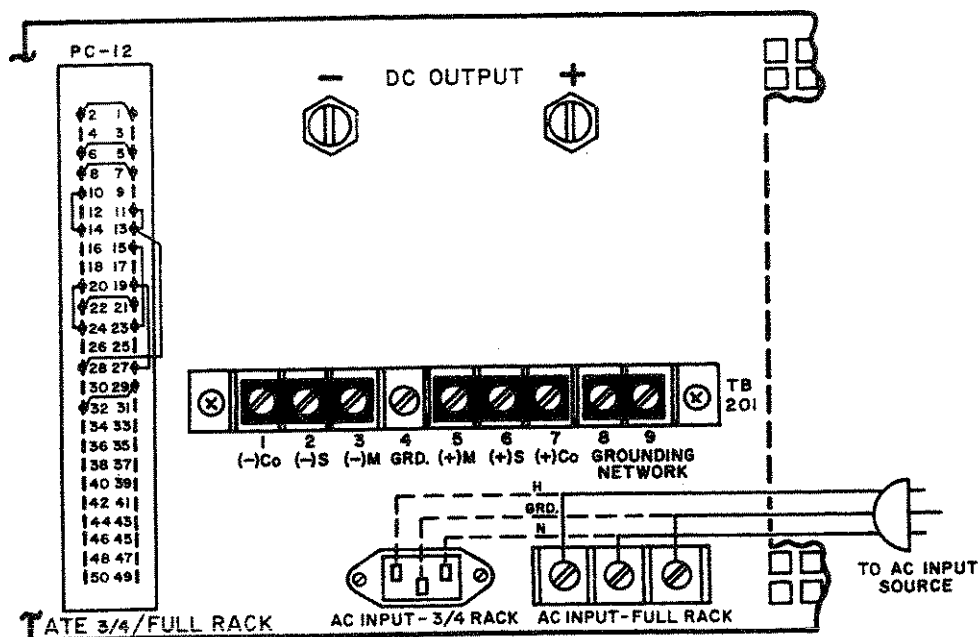 PC-12
- DC OUTPUT +
2 1
4 3
6 5
8 7
10 9
12 11
14 13
16 15
18 17
20 19
22 21
24 23
26 25
28 27
30 29
32 31
34 33
36 35
38 37
40 39
42 41
44 43
46 45
48 47
50 49
TB
201
1 2 3 4 5 6 7 8 9
(-)Co (-)S (-)M GRD. (+)M (+)S (+)Co GROUNDING
NETWORK
H
GRD.
N
TO AC INPUT
SOURCE
AC INPUT-3/4 RACK AC INPUT-FULL RACK
ATE 3/4/FULL RACK